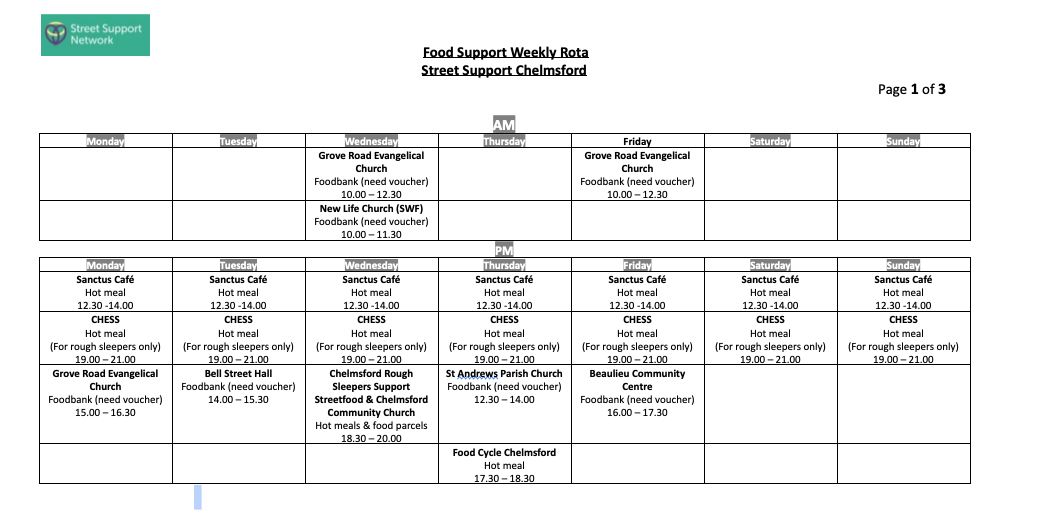 Street Support
Network
Food Support Weekly Rota
Street Support Chelmsford
Page 1 of 3
AM
Monday Tuesday Wednesday Thursday Friday Saturday Sunday
Grove Road Evangelical
Church
Foodbank (need voucher)
10.00 – 12.30
Grove Road Evangelical
Church
Foodbank (need voucher)
10.00 – 12.30
New Life Church (SWF)
Foodbank (need voucher)
10.00 – 11.30
PM
Monday Tuesday Wednesday Thursday Friday Saturday Sunday
Sanctus Café Sanctus Café Sanctus Café Sanctus Café Sanctus Café Sanctus Café Sanctus Café
Hot meal Hot meal Hot meal Hot meal Hot meal Hot meal Hot meal
12.30 -14.00 12.30 -14.00 12.30 -14.00 12.30 -14.00 12.30 -14.00 12.30 -14.00 12.30 -14.00
CHESS CHESS CHESS CHESS CHESS CHESS CHESS
Hot meal Hot meal Hot meal Hot meal Hot meal Hot meal Hot meal
(For rough sleepers only) (For rough sleepers only) (For rough sleepers only) (For rough sleepers only) (For rough sleepers only) (For rough sleepers only) (For rough sleepers only)
19.00 – 21.00 19.00 – 21.00 19.00 – 21.00 19.00 – 21.00 19.00 – 21.00 19.00 – 21.00 19.00 – 21.00
Grove Road Evangelical
Church
Foodbank (need voucher)
15.00 – 16.30
Bell Street Hall
Foodbank (need voucher)
14.00 – 15.30
Chelmsford Rough
Sleepers Support
Streetfood & Chelmsford
Community Church
Hot meals & food parcels
18.30 – 20.00
St Andrews Parish Church
Foodbank (need voucher)
12.30 – 14.00
Beaulieu Community
Centre
Foodbank (need voucher)
16.00 – 17.30
Food Cycle Chelmsford
Hot meal
17.30 – 18.30